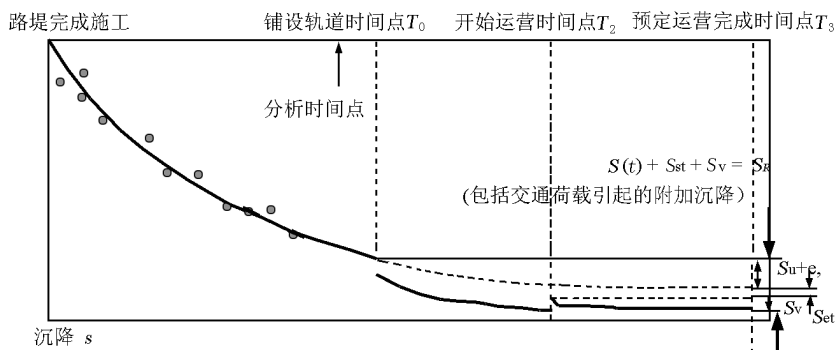 路堤完成施工 铺设轨道时间点T₀ 开始运营时间点T₂ 预定运营完成时间点T₃
分析时间点
S(t) + Sst + Sv = SR
(包括交通荷载引起的附加沉降)
Su+e,
Sv Set
沉降 s